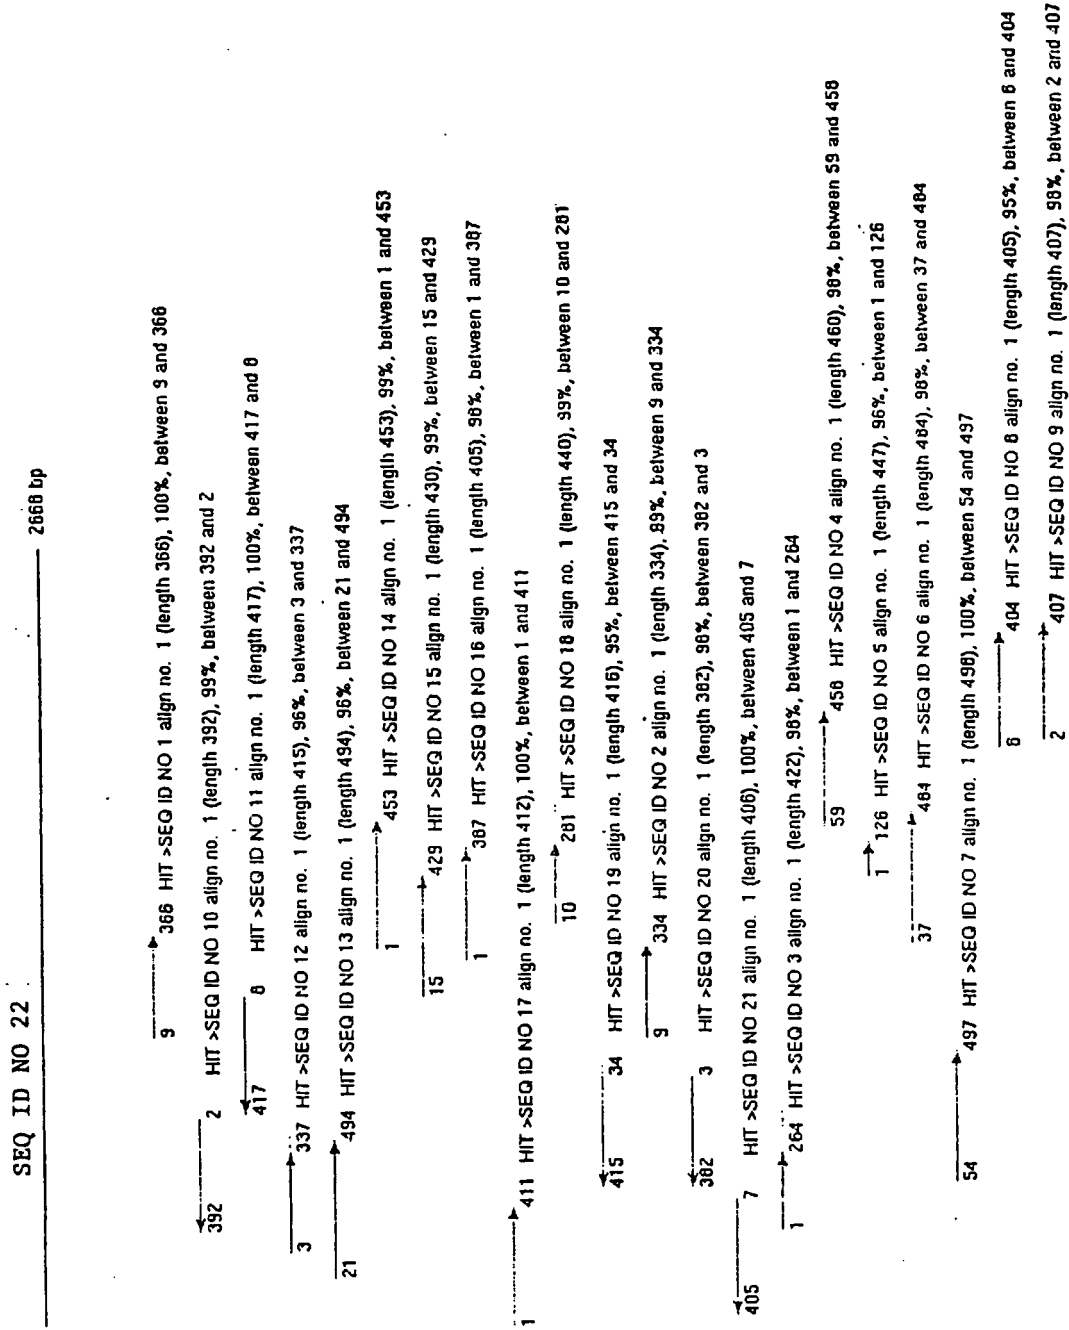 SEQ ID NO 22
2668 bp
9 366 HIT >SEQ ID NO 1 align no. 1 (length 366), 100%, between 9 and 366
392 2 HIT >SEQ ID NO 10 align no. 1 (length 392), 99%, between 392 and 2
417 8 HIT >SEQ ID NO 11 align no. 1 (length 417), 100%, between 417 and 8
3 337 HIT >SEQ ID NO 12 align no. 1 (length 415), 96%, between 3 and 337
21 494 HIT >SEQ ID NO 13 align no. 1 (length 494), 96%, between 21 and 494
1 453 HIT >SEQ ID NO 14 align no. 1 (length 453), 99%, between 1 and 453
15 429 HIT >SEQ ID NO 15 align no. 1 (length 430), 99%, between 15 and 429
1 387 HIT >SEQ ID NO 16 align no. 1 (length 405), 98%, between 1 and 387
1 411 HIT >SEQ ID NO 17 align no. 1 (length 412), 100%, between 1 and 411
10 281 HIT >SEQ ID NO 18 align no. 1 (length 440), 99%, between 10 and 281
415 34 HIT >SEQ ID NO 19 align no. 1 (length 416), 95%, between 415 and 34
9 334 HIT >SEQ ID NO 2 align no. 1 (length 334), 99%, between 9 and 334
382 3 HIT >SEQ ID NO 20 align no. 1 (length 382), 98%, between 382 and 3
405 7 HIT >SEQ ID NO 21 align no. 1 (length 406), 100%, between 405 and 7
1 264 HIT >SEQ ID NO 3 align no. 1 (length 422), 98%, between 1 and 264
59 458 HIT >SEQ ID NO 4 align no. 1 (length 460), 98%, between 59 and 458
1 126 HIT >SEQ ID NO 5 align no. 1 (length 447), 96%, between 1 and 126
37 484 HIT >SEQ ID NO 6 align no. 1 (length 484), 98%, between 37 and 484
54 497 HIT >SEQ ID NO 7 align no. 1 (length 498), 100%, between 54 and 497
6 404 HIT >SEQ ID NO 8 align no. 1 (length 405), 95%, between 6 and 404
2 407 HIT >SEQ ID NO 9 align no. 1 (length 407), 98%, between 2 and 407